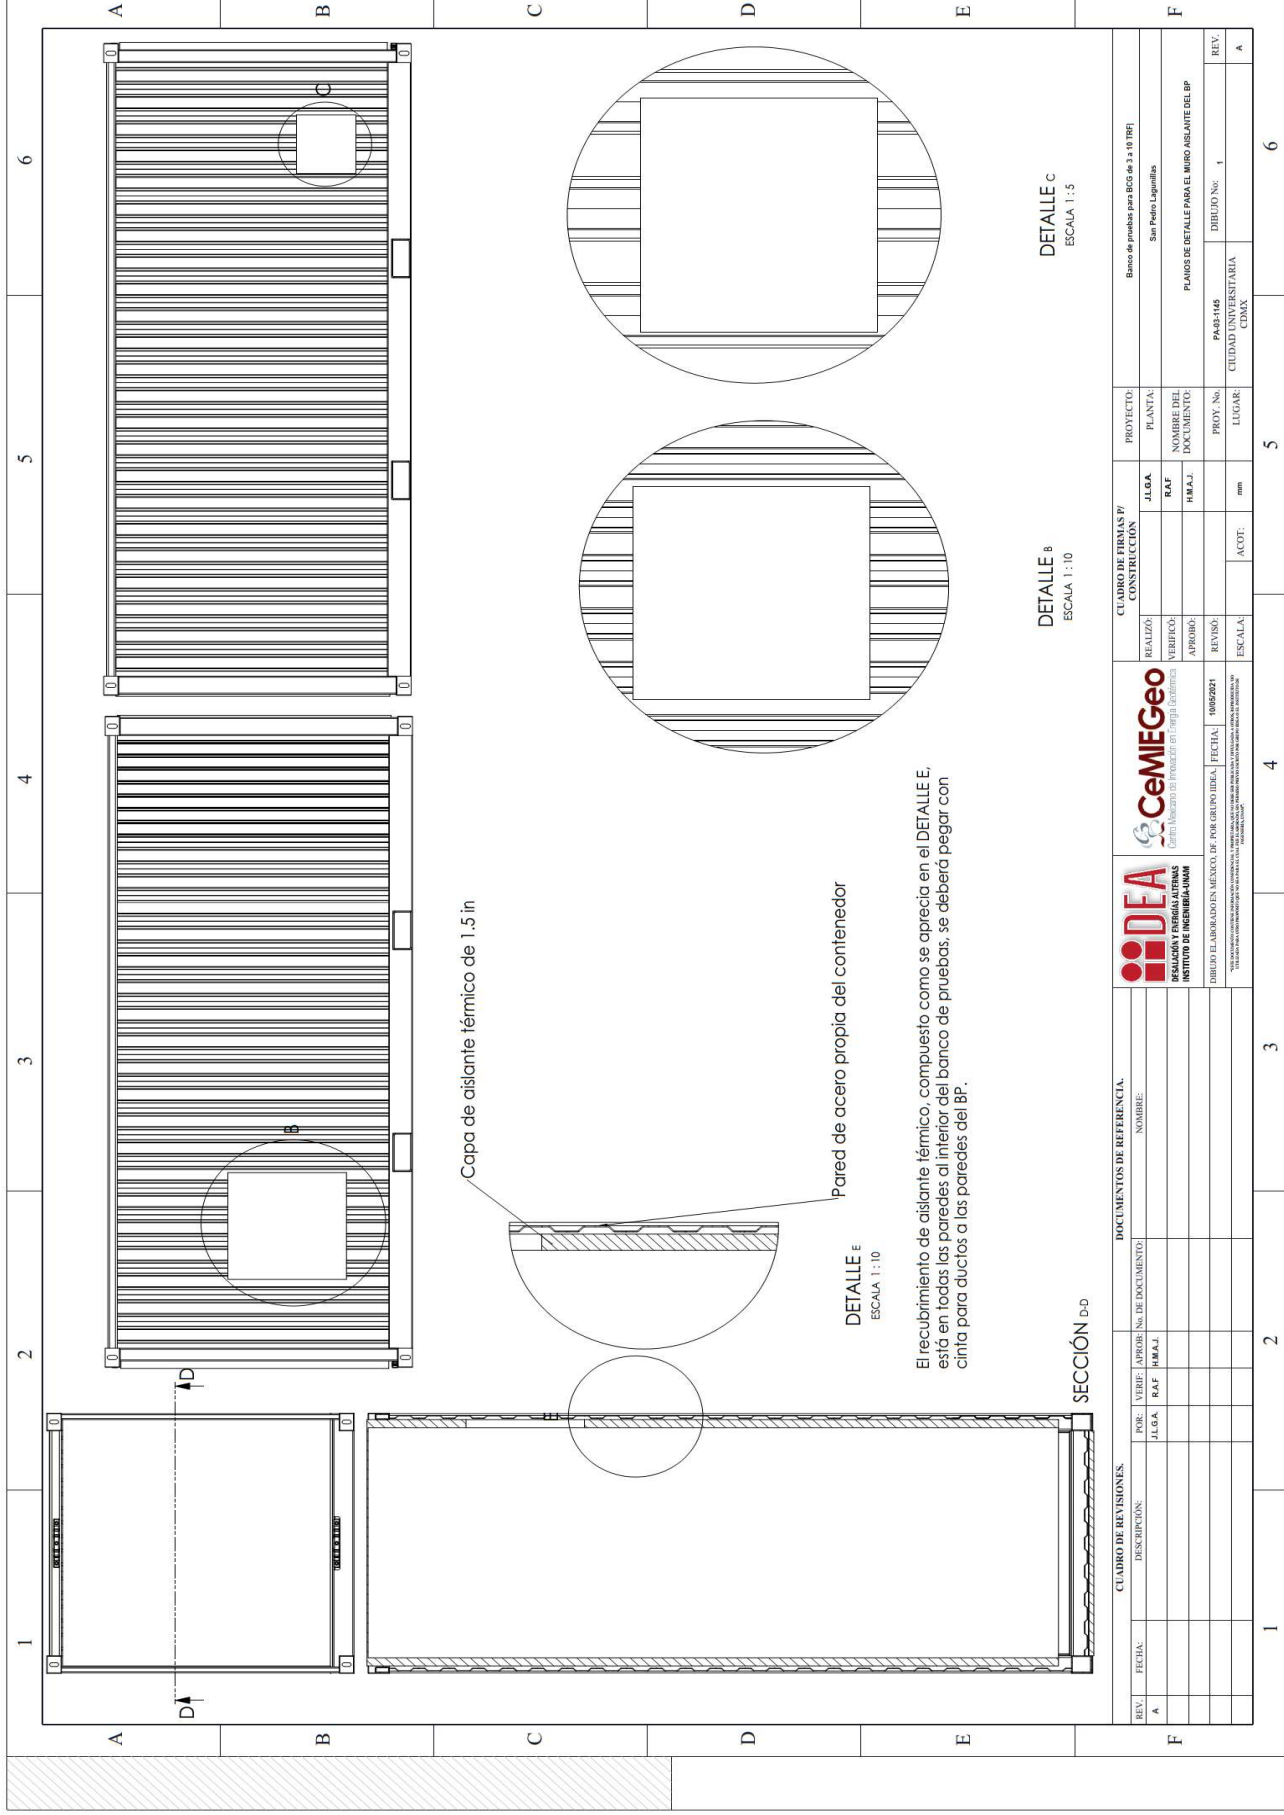 1
2
3
4
5
6
A
B
C
D
E
F
A
B
C
D
E
F
1
2
3
4
5
6
D
D
B
C
E
Capa de aislante térmico de 1.5 in
Pared de acero propia del contenedor
DETALLE E
ESCALA 1 : 10
El recubrimiento de aislante térmico, compuesto como se aprecia en el DETALLE E,
está en todas las paredes al interior del banco de pruebas, se deberá pegar con
cinta para ductos a las paredes del BP.
SECCIÓN D-D
DETALLE B
ESCALA 1 : 10
DETALLE C
ESCALA 1 : 5
CUADRO DE REVISIONES.
REV. FECHA: DESCRIPCIÓN: POR: VERIF: APROB:
A J.L.G.A. R.A.F H.M.A.J.
DOCUMENTOS DE REFERENCIA.
No. DE DOCUMENTO: NOMBRE:
iiDEA
DESALACIÓN Y ENERGÍAS ALTERNAS
INSTITUTO DE INGENIERÍA-UNAM
CeMIEGeo
Centro Mexicano de Innovación en Energía Geotérmica
DIBUJO ELABORADO EN MÉXICO, DF. POR GRUPO IIDEA. FECHA: 10/05/2021
CUADRO DE FIRMAS P/
CONSTRUCCIÓN
REALIZÓ: J.L.G.A.
VERIFICÓ: R.A.F
APROBÓ: H.M.A.J.
REVISÓ:
ESCALA: ACOT: mm
PROYECTO: Banco de pruebas para BCG de 3 a 10 TRF|
PLANTA: San Pedro Lagunillas
NOMBRE DEL
DOCUMENTO: PLANOS DE DETALLE PARA EL MURO AISLANTE DEL BP
PROY. No. PA-03-1145 DIBUJO No: 1 REV.
LUGAR: CIUDAD UNIVERSITARIA
CDMX
A